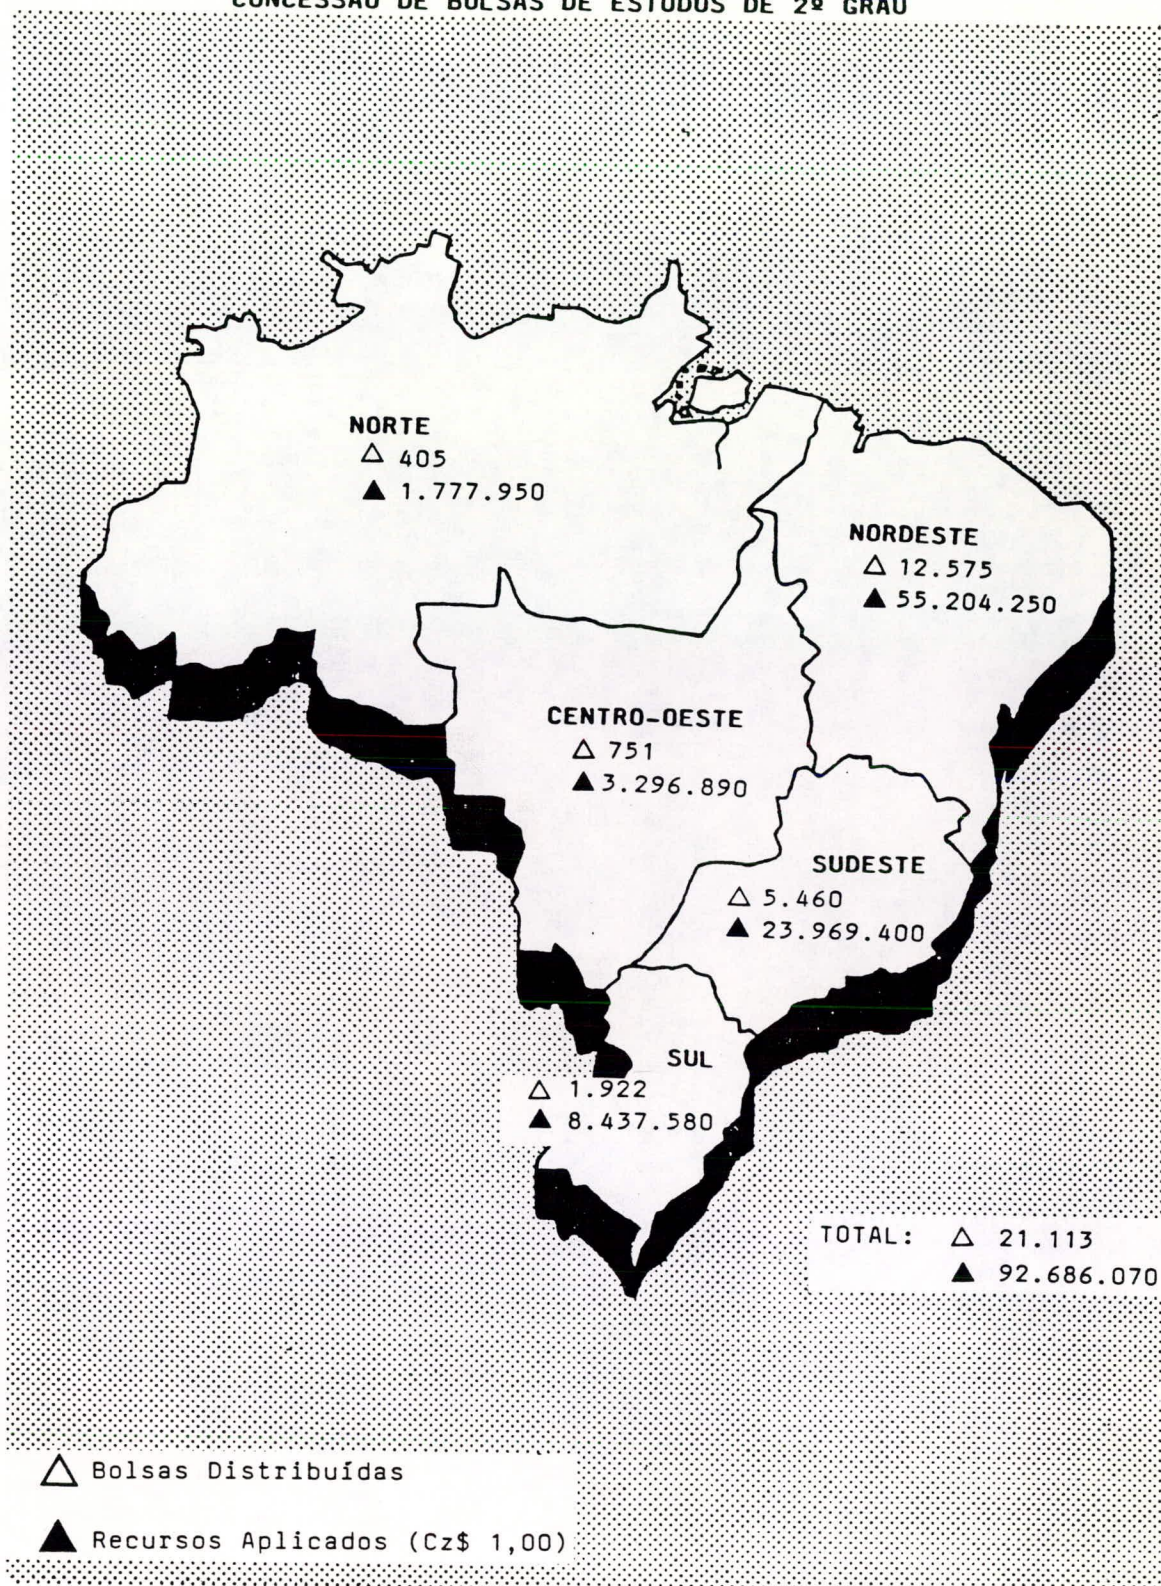 CONCESSÃO DE BOLSAS DE ESTUDOS DE 2º GRAU
NORTE
△ 405
▲ 1.777.950
NORDESTE
△ 12.575
▲ 55.204.250
CENTRO-OESTE
△ 751
▲ 3.296.890
SUDESTE
△ 5.460
▲ 23.969.400
SUL
△ 1.922
▲ 8.437.580
TOTAL: △ 21.113
▲ 92.686.070
△ Bolsas Distribuídas
▲ Recursos Aplicados (Cz$ 1,00)